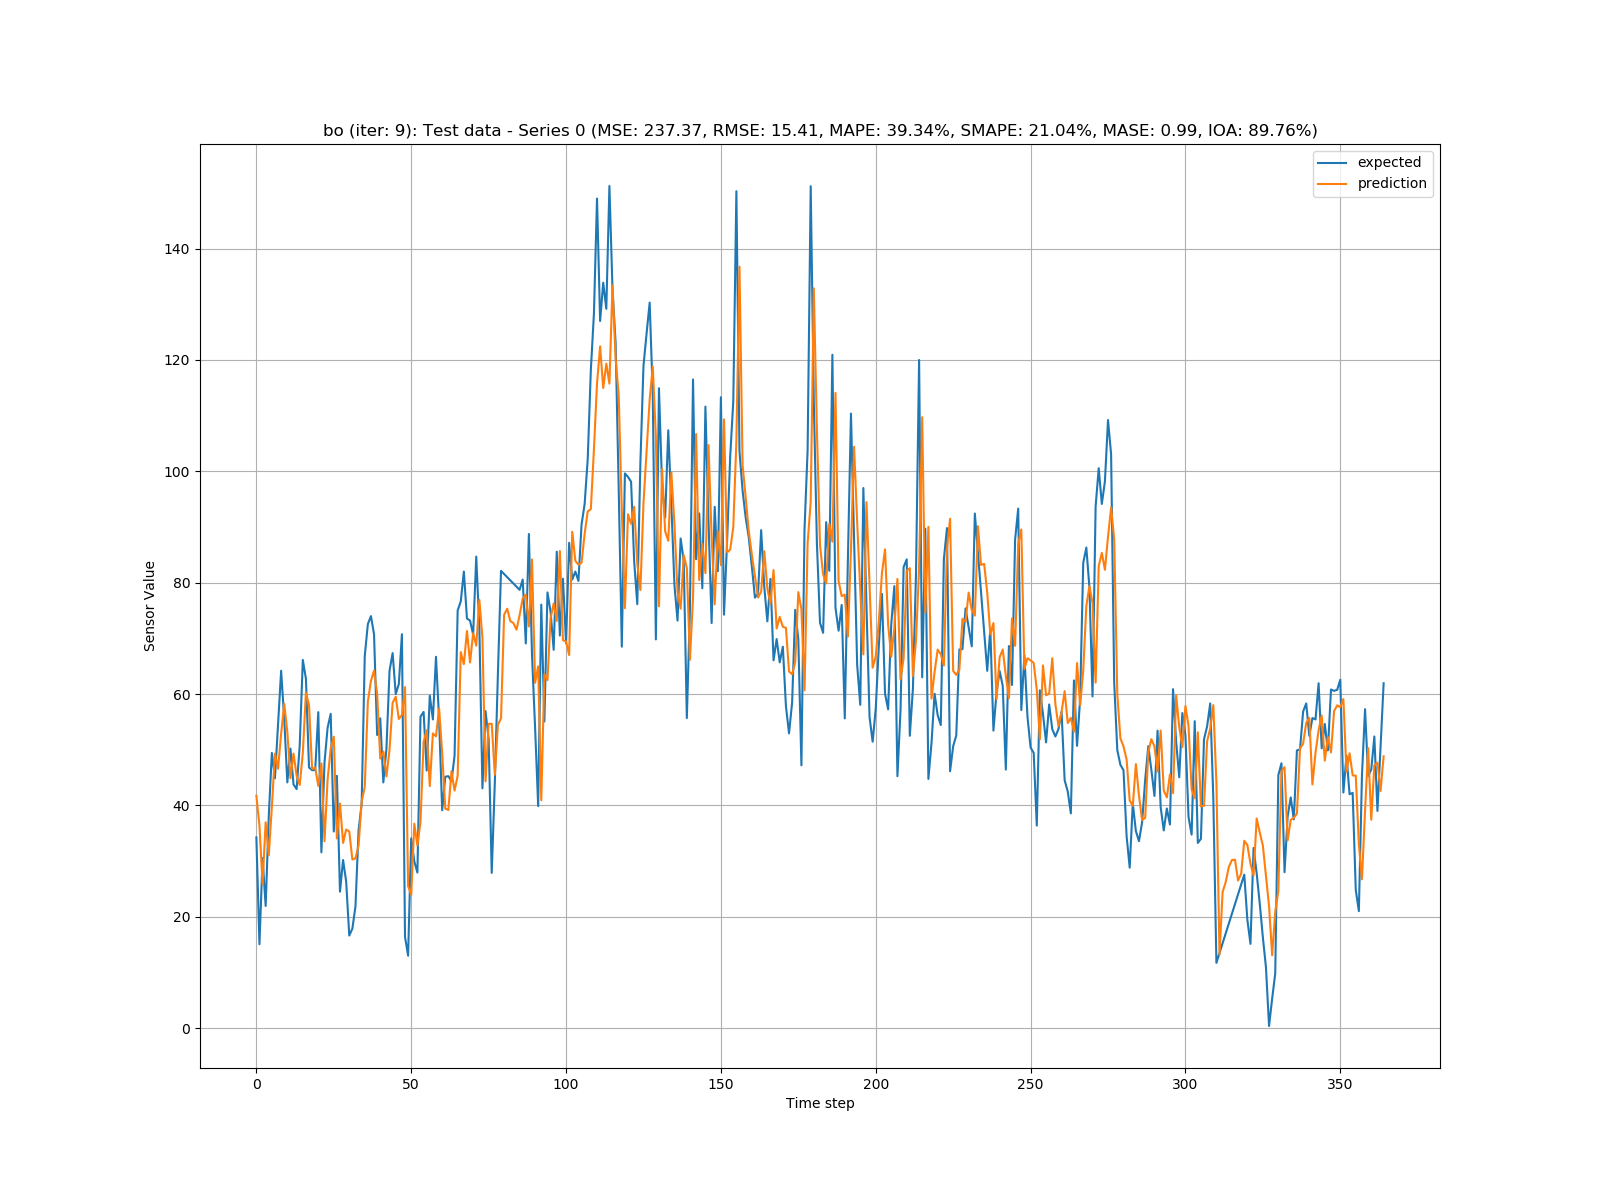 bo (iter: 9): Test data - Series 0 (MSE: 237.37, RMSE: 15.41, MAPE: 39.34%, SMAPE: 21.04%, MASE: 0.99, IOA: 89.76%)
expected
prediction
140
120
100
80
60
40
20
0
Sensor Value
0 50 100 150 200 250 300 350
Time step